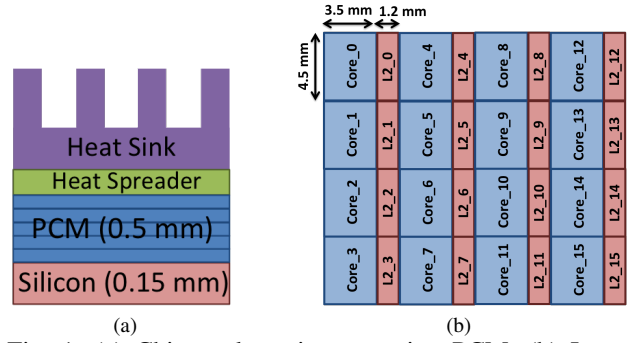 Heat Sink
Heat Spreader
PCM (0.5 mm)
Silicon (0.15 mm)
(a)
(b)
3.5 mm
1.2 mm
4.5 mm
Core_0
L2_0
Core_4
L2_4
Core_8
L2_8
Core_12
L2_12
Core_1
L2_1
Core_5
L2_5
Core_9
L2_9
Core_13
L2_13
Core_2
L2_2
Core_6
L2_6
Core_10
L2_10
Core_14
L2_14
Core_3
L2_3
Core_7
L2_7
Core_11
L2_11
Core_15
L2_15
(a)
(b)